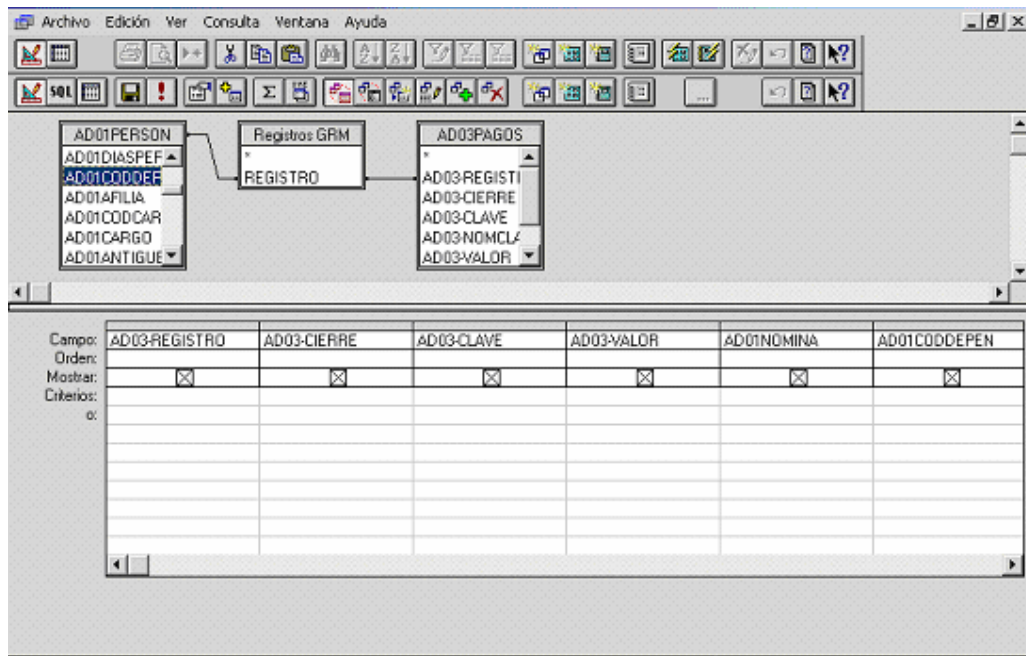 Archivo Edición Ver Consulta Ventana Ayuda
SQL
AD01PERSON
AD01DIASPEF
AD01CODDEF
AD01AFILIA
AD01CODCAR
AD01CARGO
AD01ANTIGUE
Registros GRM
*
REGISTRO
AD03PAGOS
*
AD03-REGISTI
AD03-CIERRE
AD03-CLAVE
AD03-NOMCLA
AD03-VALOR
Campo: AD03-REGISTRO AD03-CIERRE AD03-CLAVE AD03-VALOR AD01NOMINA AD01CODDEPEN
Orden:
Mostrar:
Criterios:
o: